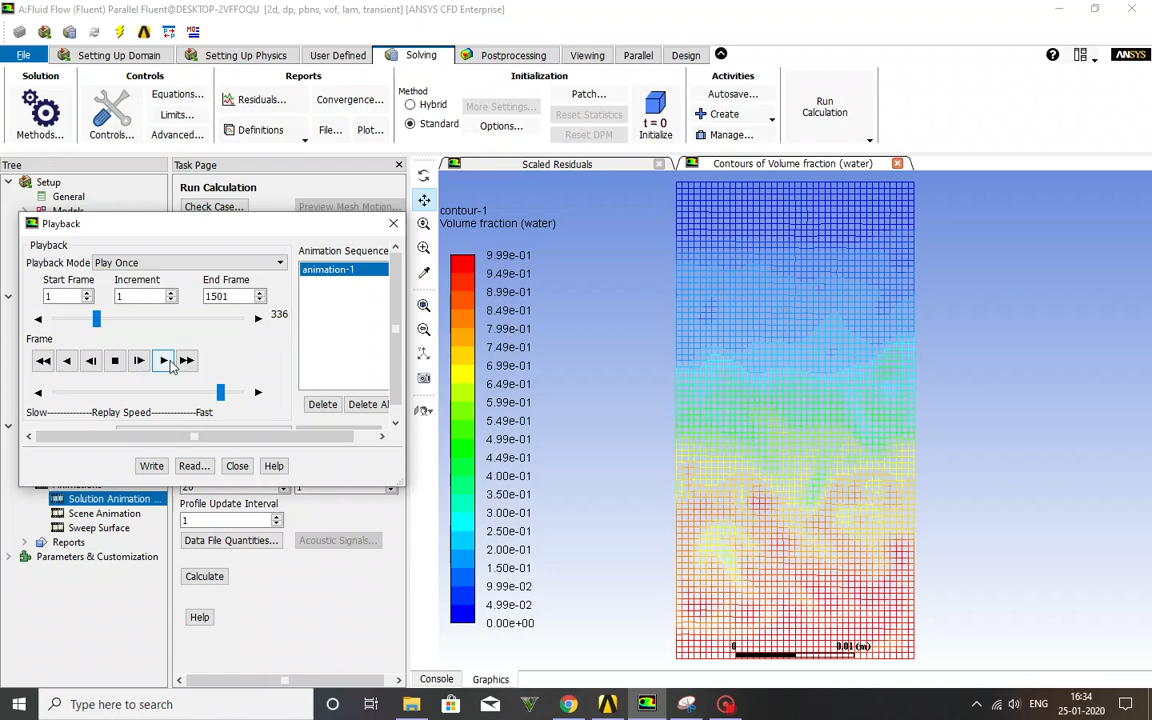 A:Fluid Flow (Fluent) Parallel Fluent@DESKTOP-2VFFOQU [2d, dp, pbns, vof, lam, transient] [ANSYS CFD Enterprise]
File
Setting Up Domain
Setting Up Physics
User Defined
Solving
Postprocessing
Viewing
Parallel
Design
ANSYS
Solution
Controls
Reports
Initialization
Activities
Methods...
Controls...
Equations...
Limits...
Advanced...
Residuals...
Definitions
Convergence...
File...
Plot...
Method
Hybrid
Standard
More Settings...
Options...
Patch...
Reset Statistics
Reset DPM
t = 0
Initialize
Autosave...
Create
Manage...
Run
Calculation
Tree
Task Page
Scaled Residuals
Contours of Volume fraction (water)
Setup
General
Models
Run Calculation
Check Case...
Preview Mesh Motion...
Playback
Playback
Playback Mode Play Once
Start Frame
Increment
End Frame
1
1
1501
336
Frame
Slow--------------Replay Speed--------------Fast
Animation Sequence
animation-1
Delete
Delete Al
Write
Read...
Close
Help
Solution Animation ...
Scene Animation
Sweep Surface
Reports
Parameters & Customization
20
1
Profile Update Interval
1
Data File Quantities...
Acoustic Signals...
Calculate
Help
contour-1
Volume fraction (water)
9.99e-01
9.49e-01
8.99e-01
8.49e-01
7.99e-01
7.49e-01
6.99e-01
6.49e-01
5.99e-01
5.49e-01
4.99e-01
4.49e-01
4.00e-01
3.50e-01
3.00e-01
2.50e-01
2.00e-01
1.50e-01
9.99e-02
4.99e-02
0.00e+00
0
0.01 (m)
Console
Graphics
Type here to search
ENG
16:34
25-01-2020